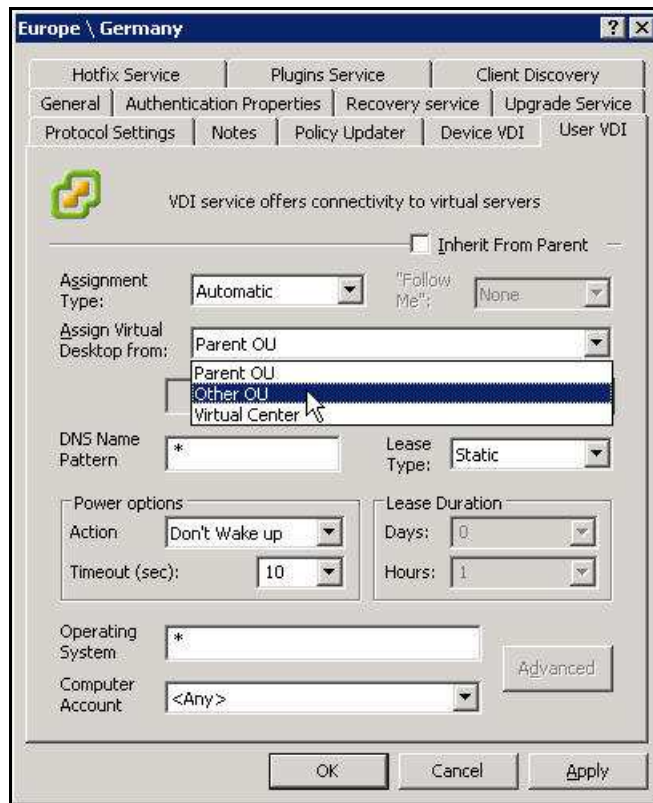 Europe \ Germany
Hotfix Service
Plugins Service
Client Discovery
General
Authentication Properties
Recovery service
Upgrade Service
Protocol Settings
Notes
Policy Updater
Device VDI
User VDI
VDI service offers connectivity to virtual servers
Inherit From Parent
Assignment
Type:
Automatic
"Follow
Me":
None
Assign Virtual
Desktop from:
Parent OU
Parent OU
Other OU
Virtual Center
DNS Name
Pattern
*
Lease
Type:
Static
Power options
Action
Don't Wake up
Timeout (sec):
10
Lease Duration
Days:
0
Hours:
1
Operating
System
*
Advanced
Computer
Account
<Any>
OK
Cancel
Apply